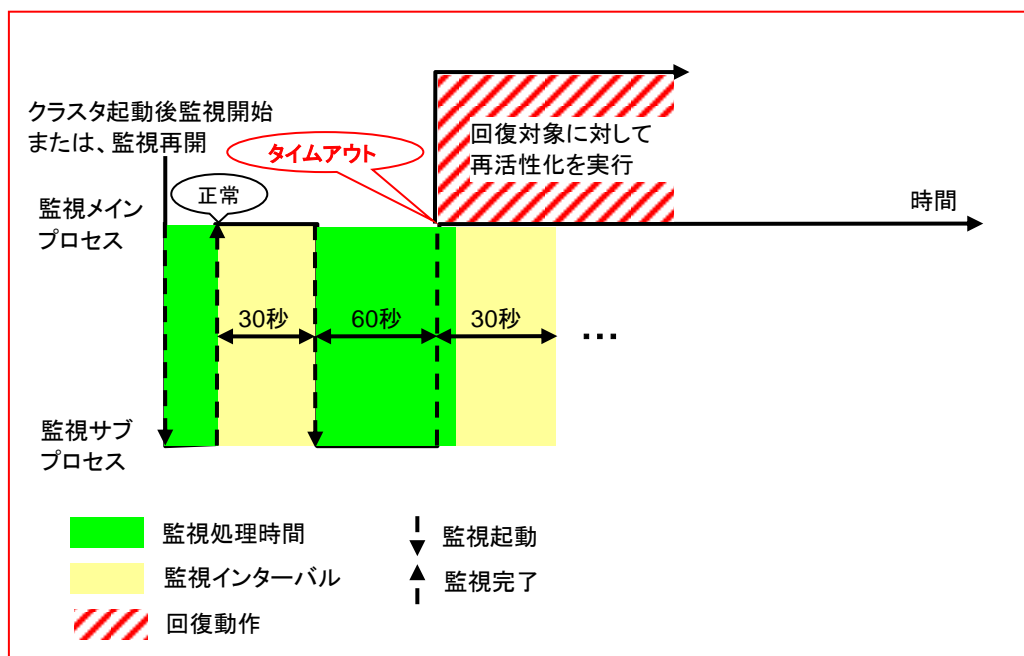 クラスタ起動後監視開始
または、監視再開
タイムアウト
回復対象に対して
再活性化を実行
正常
時間
監視メイン
プロセス
30秒
60秒
30秒
…
監視サブ
プロセス
監視処理時間
監視起動
監視インターバル
監視完了
回復動作